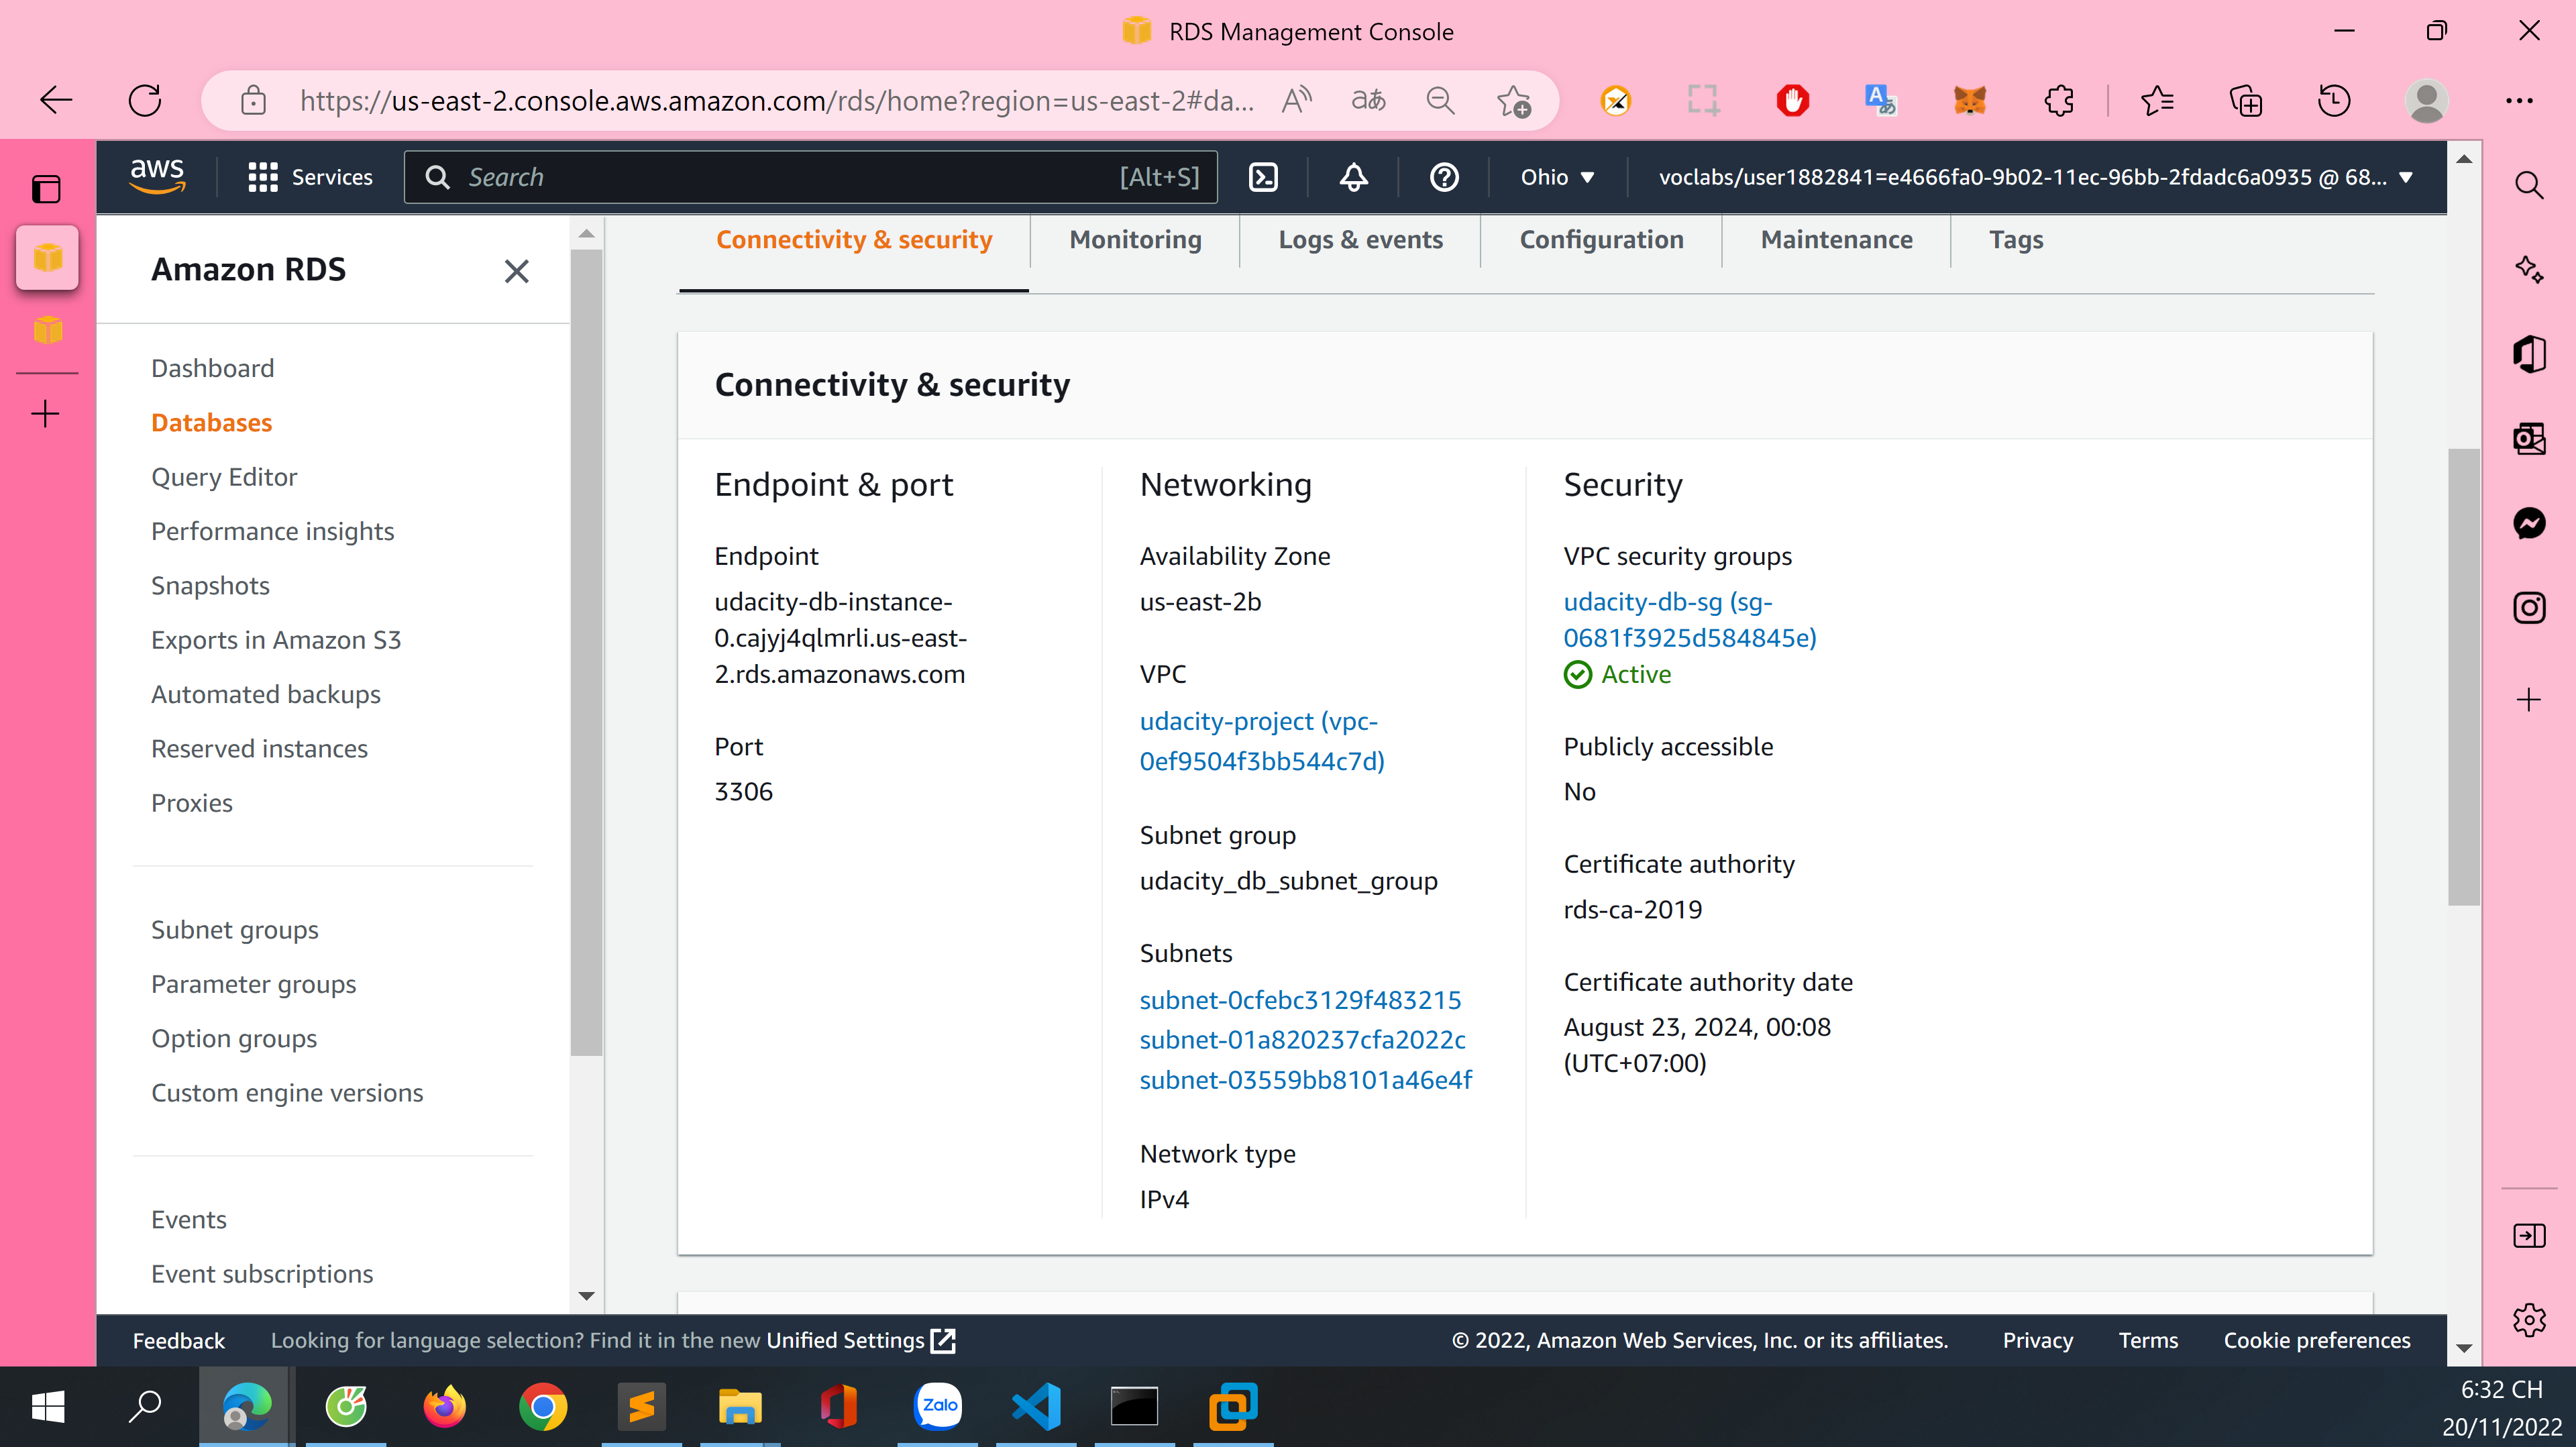 RDS Management Console
https://us-east-2.console.aws.amazon.com/rds/home?region=us-east-2#da...
aws
Services
Search
[Alt+S]
Ohio
voclabs/user1882841=e4666fa0-9b02-11ec-96bb-2fdadc6a0935 @ 68...
Amazon RDS
Dashboard
Databases
Query Editor
Performance insights
Snapshots
Exports in Amazon S3
Automated backups
Reserved instances
Proxies
Subnet groups
Parameter groups
Option groups
Custom engine versions
Events
Event subscriptions
Connectivity & security
Monitoring
Logs & events
Configuration
Maintenance
Tags
Connectivity & security
Endpoint & port
Endpoint
udacity-db-instance-
0.cajyj4qlmrli.us-east-
2.rds.amazonaws.com
Port
3306
Networking
Availability Zone
us-east-2b
VPC
udacity-project (vpc-
0ef9504f3bb544c7d)
Subnet group
udacity_db_subnet_group
Subnets
subnet-0cfebc3129f483215
subnet-01a820237cfa2022c
subnet-03559bb8101a46e4f
Network type
IPv4
Security
VPC security groups
udacity-db-sg (sg-
0681f3925d584845e)
Active
Publicly accessible
No
Certificate authority
rds-ca-2019
Certificate authority date
August 23, 2024, 00:08
(UTC+07:00)
Feedback
Looking for language selection? Find it in the new Unified Settings
© 2022, Amazon Web Services, Inc. or its affiliates.
Privacy
Terms
Cookie preferences
Zalo
6:32 CH
20/11/2022